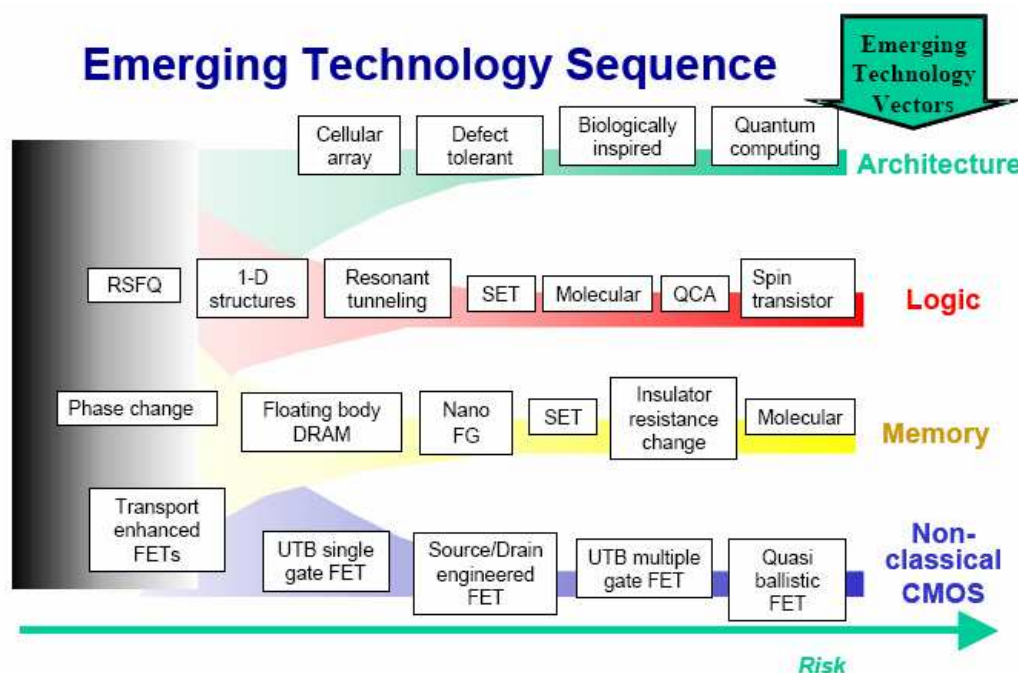 Emerging Technology Sequence
Emerging
Technology
Vectors
Cellular
array
Defect
tolerant
Biologically
inspired
Quantum
computing
Architecture
RSFQ
1-D
structures
Resonant
tunneling
SET
Molecular
QCA
Spin
transistor
Logic
Phase change
Floating body
DRAM
Nano
FG
SET
Insulator
resistance
change
Molecular
Memory
Transport
enhanced
FETs
UTB single
gate FET
Source/Drain
engineered
FET
UTB multiple
gate FET
Quasi
ballistic
FET
Non-
classical
CMOS
Risk